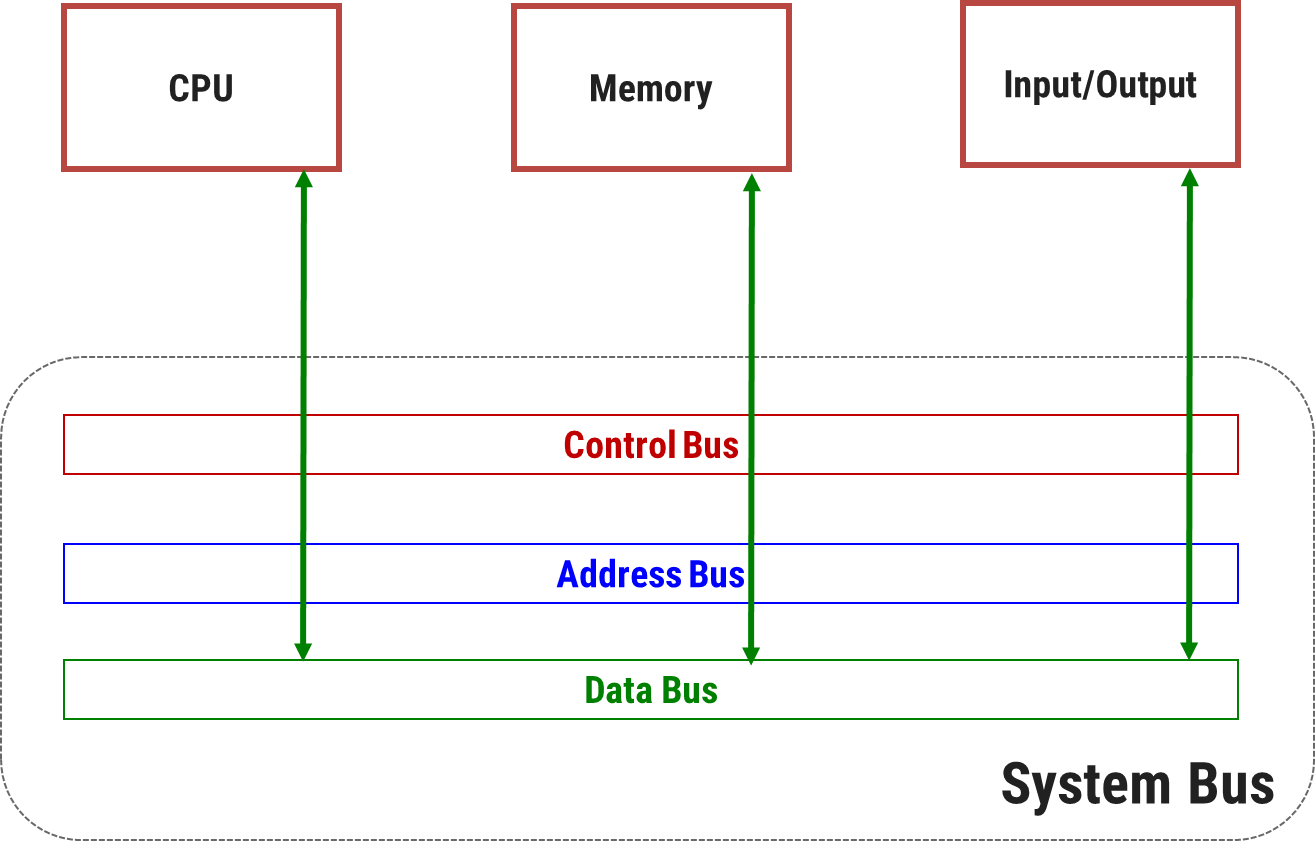 CPU
Memory
Input/Output
Control Bus
Address Bus
Data Bus
System Bus